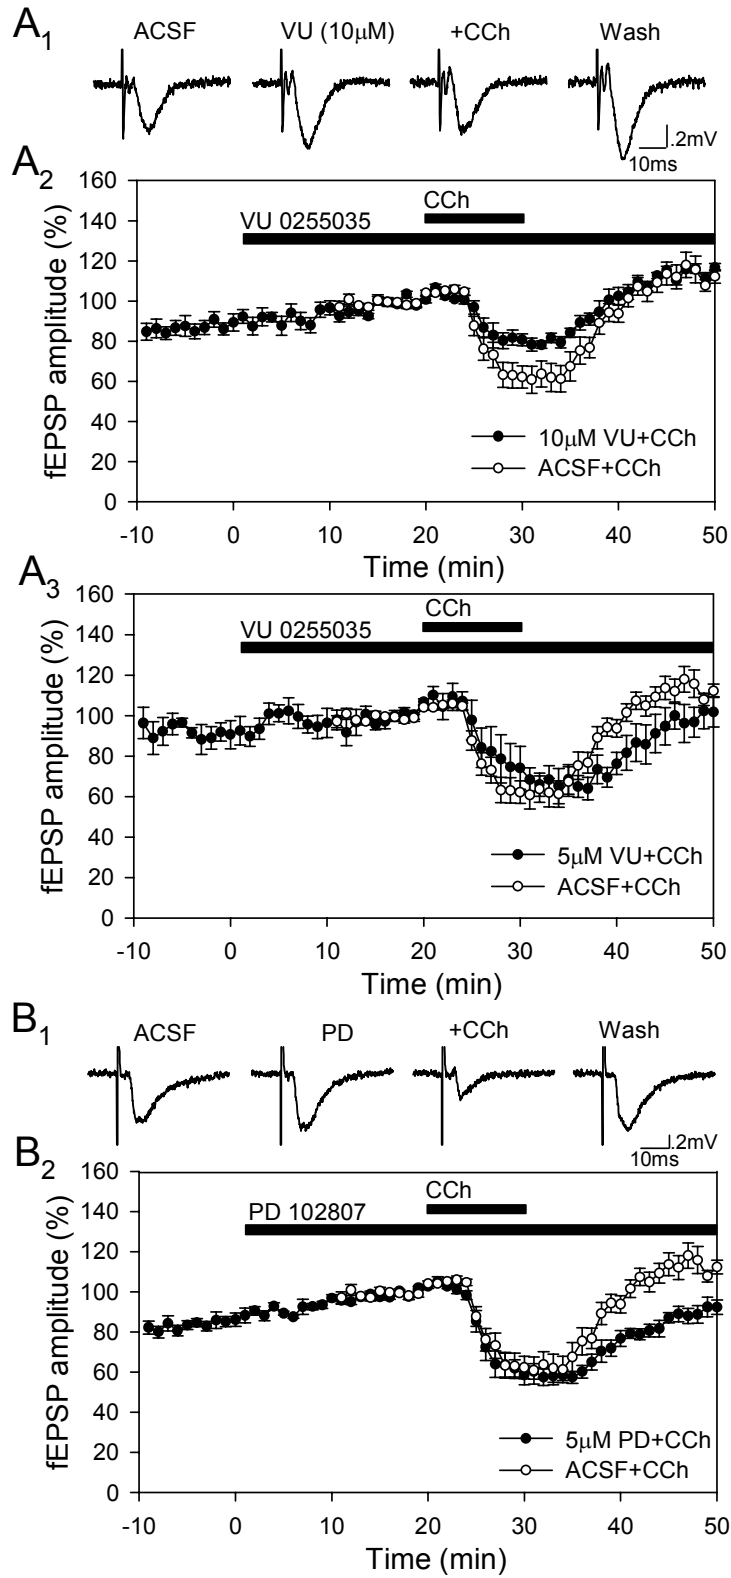 A1
ACSF VU (10μM) +CCh Wash
.2mV
10ms
A2
fEPSP amplitude (%)
160
140
120
100
80
60
40
20
0
CCh
VU 0255035
10μM VU+CCh
ACSF+CCh
-10 0 10 20 30 40 50
Time (min)
A3
fEPSP amplitude (%)
160
140
120
100
80
60
40
20
0
CCh
VU 0255035
5μM VU+CCh
ACSF+CCh
-10 0 10 20 30 40 50
Time (min)
B1
ACSF PD +CCh Wash
.2mV
10ms
B2
fEPSP amplitude (%)
160
140
120
100
80
60
40
20
0
CCh
PD 102807
5μM PD+CCh
ACSF+CCh
-10 0 10 20 30 40 50
Time (min)